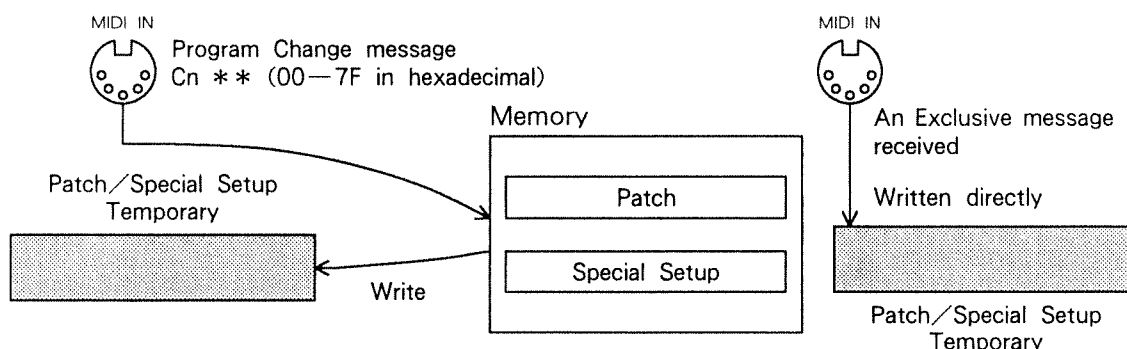 MIDI IN
Program Change message
Cn ** (00—7F in hexadecimal)
Patch/Special Setup
Temporary
Write
Memory
Patch
Special Setup
MIDI IN
An Exclusive message
received
Written directly
Patch/Special Setup
Temporary